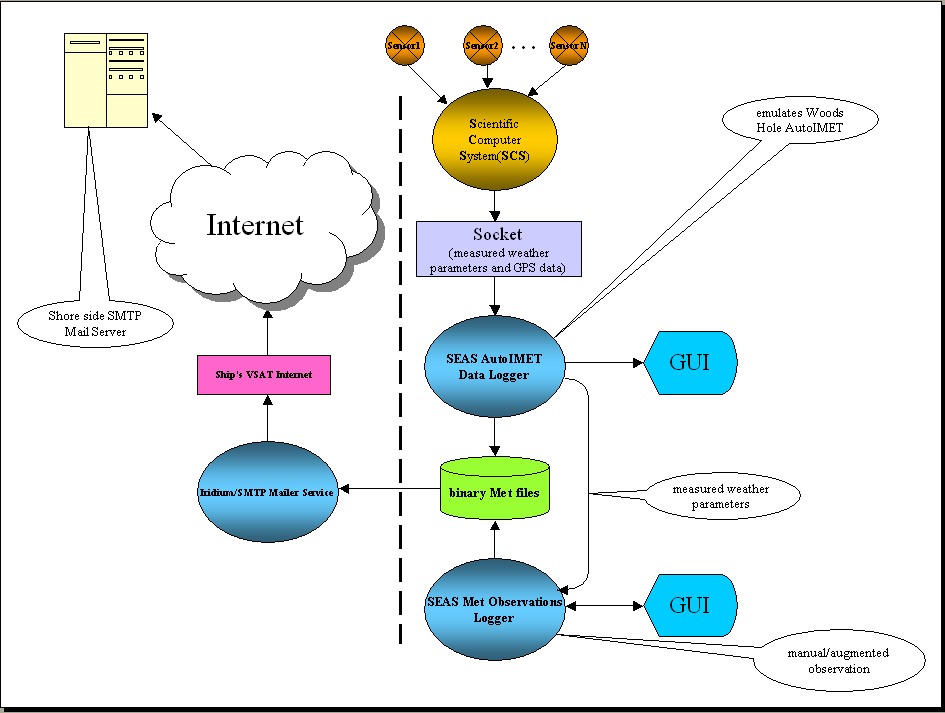 Sensor1
Sensor2
. . .
SensorN
Scientific
Computer
System(SCS)
emulates Woods
Hole AutoIMET
Internet
Socket
(measured weather
parameters and GPS data)
Shore side SMTP
Mail Server
SEAS AutoIMET
Data Logger
GUI
Ship's VSAT Internet
Iridium/SMTP Mailer Service
binary Met files
measured weather
parameters
SEAS Met Observations
Logger
GUI
manual/augmented
observation